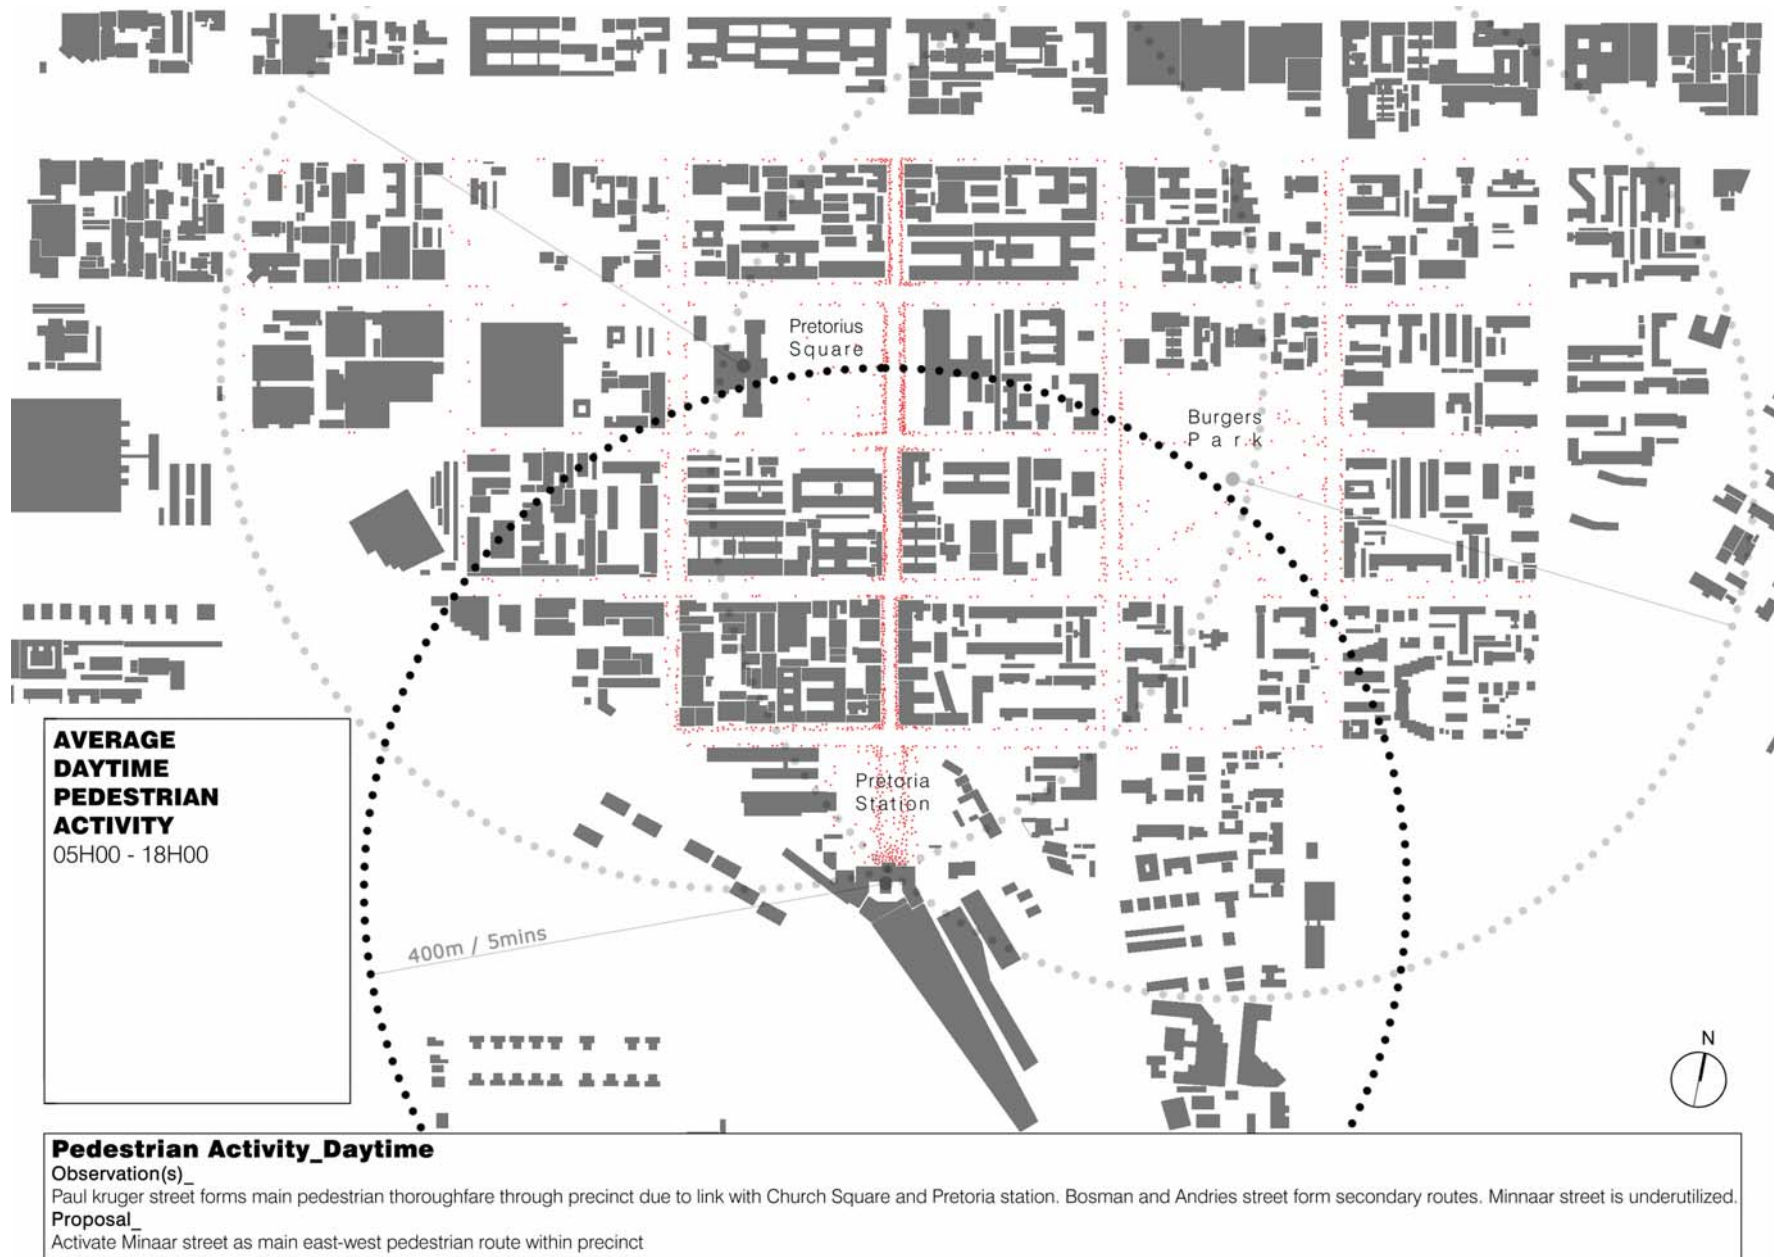 Pretorius
Square
Burgers
Park
Pretoria
Station
AVERAGE
DAYTIME
PEDESTRIAN
ACTIVITY
05H00 - 18H00
400m / 5mins
N
Pedestrian Activity_Daytime
Observation(s)_
Paul kruger street forms main pedestrian thoroughfare through precinct due to link with Church Square and Pretoria station. Bosman and Andries street form secondary routes. Minnaar street is underutilized.
Proposal_
Activate Minaar street as main east-west pedestrian route within precinct